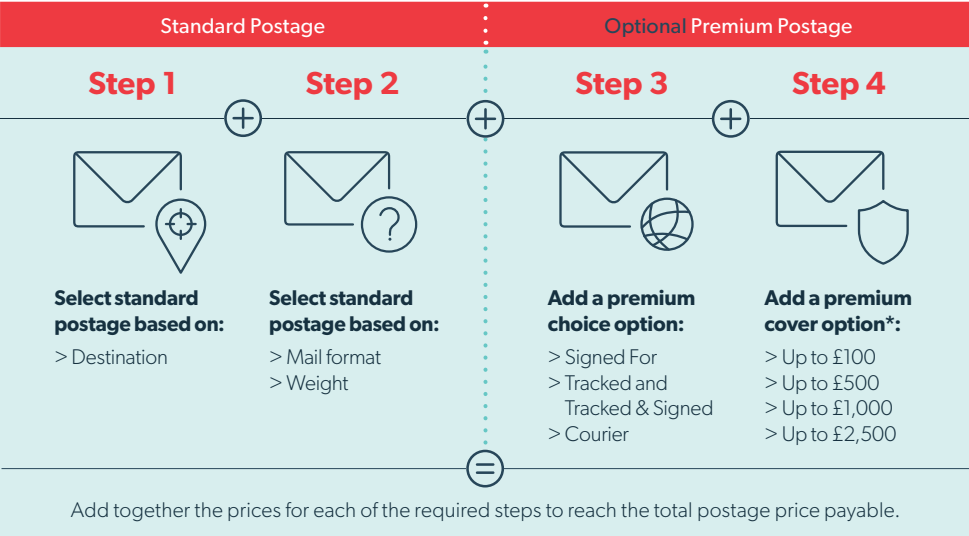 Standard Postage
Optional Premium Postage
Step 1
Step 2
Step 3
Step 4
Select standard
postage based on:
> Destination
Select standard
postage based on:
> Mail format
> Weight
Add a premium
choice option:
> Signed For
> Tracked and
Tracked & Signed
> Courier
Add a premium
cover option*:
> Up to £100
> Up to £500
> Up to £1,000
> Up to £2,500
Add together the prices for each of the required steps to reach the total postage price payable.